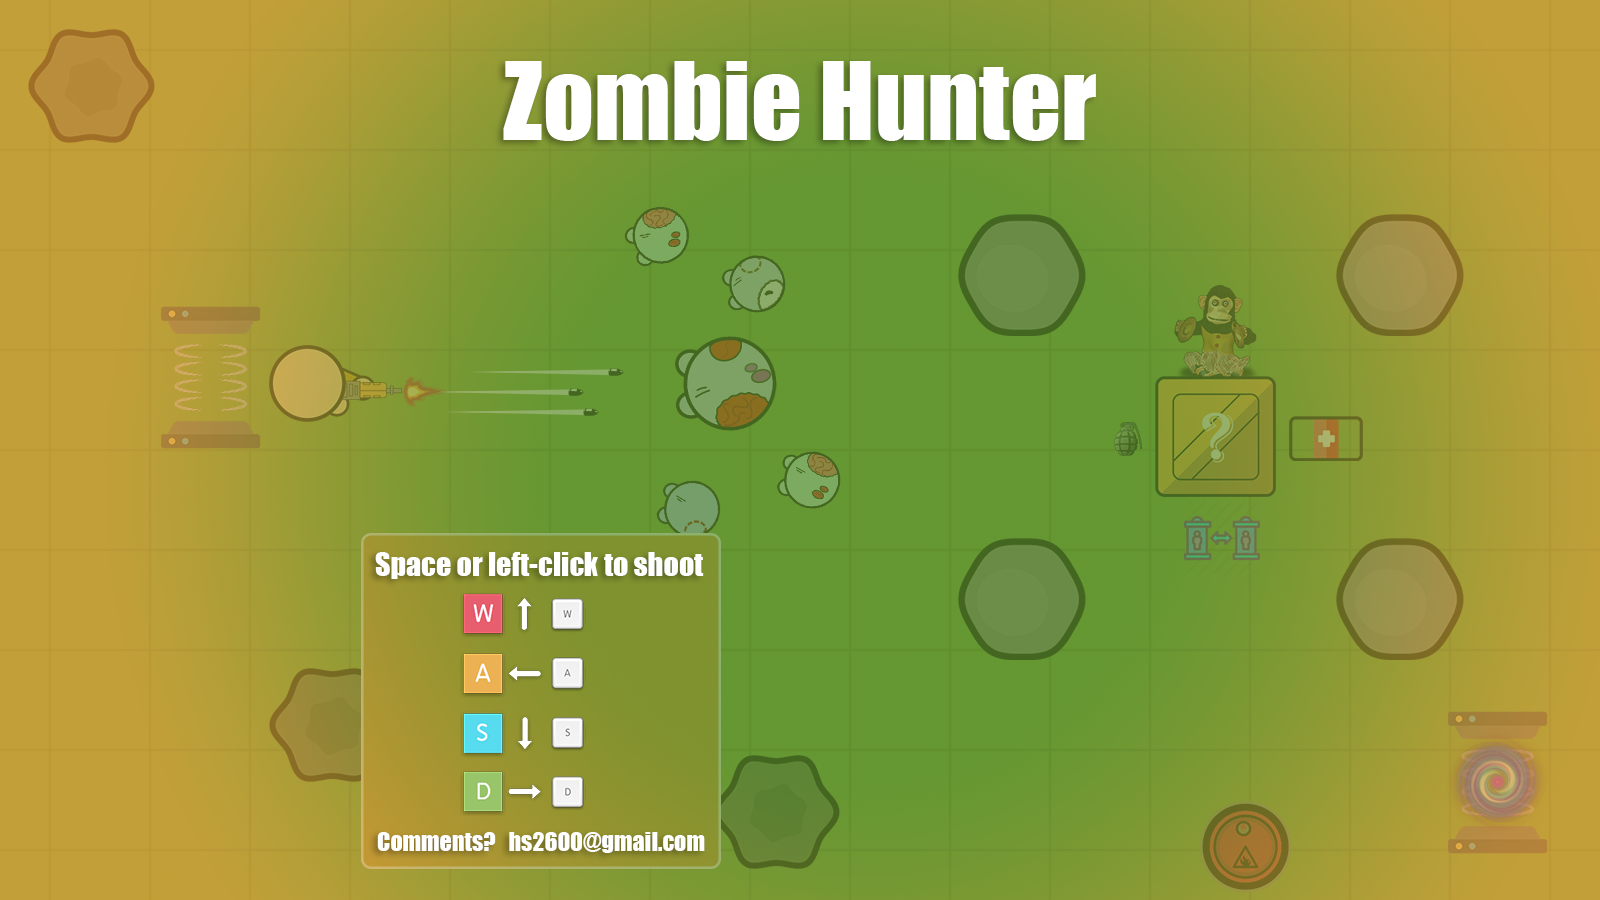 Zombie Hunter
?
Space or left-click to shoot
W W
A A
S S
D D
Comments? hs2600@gmail.com